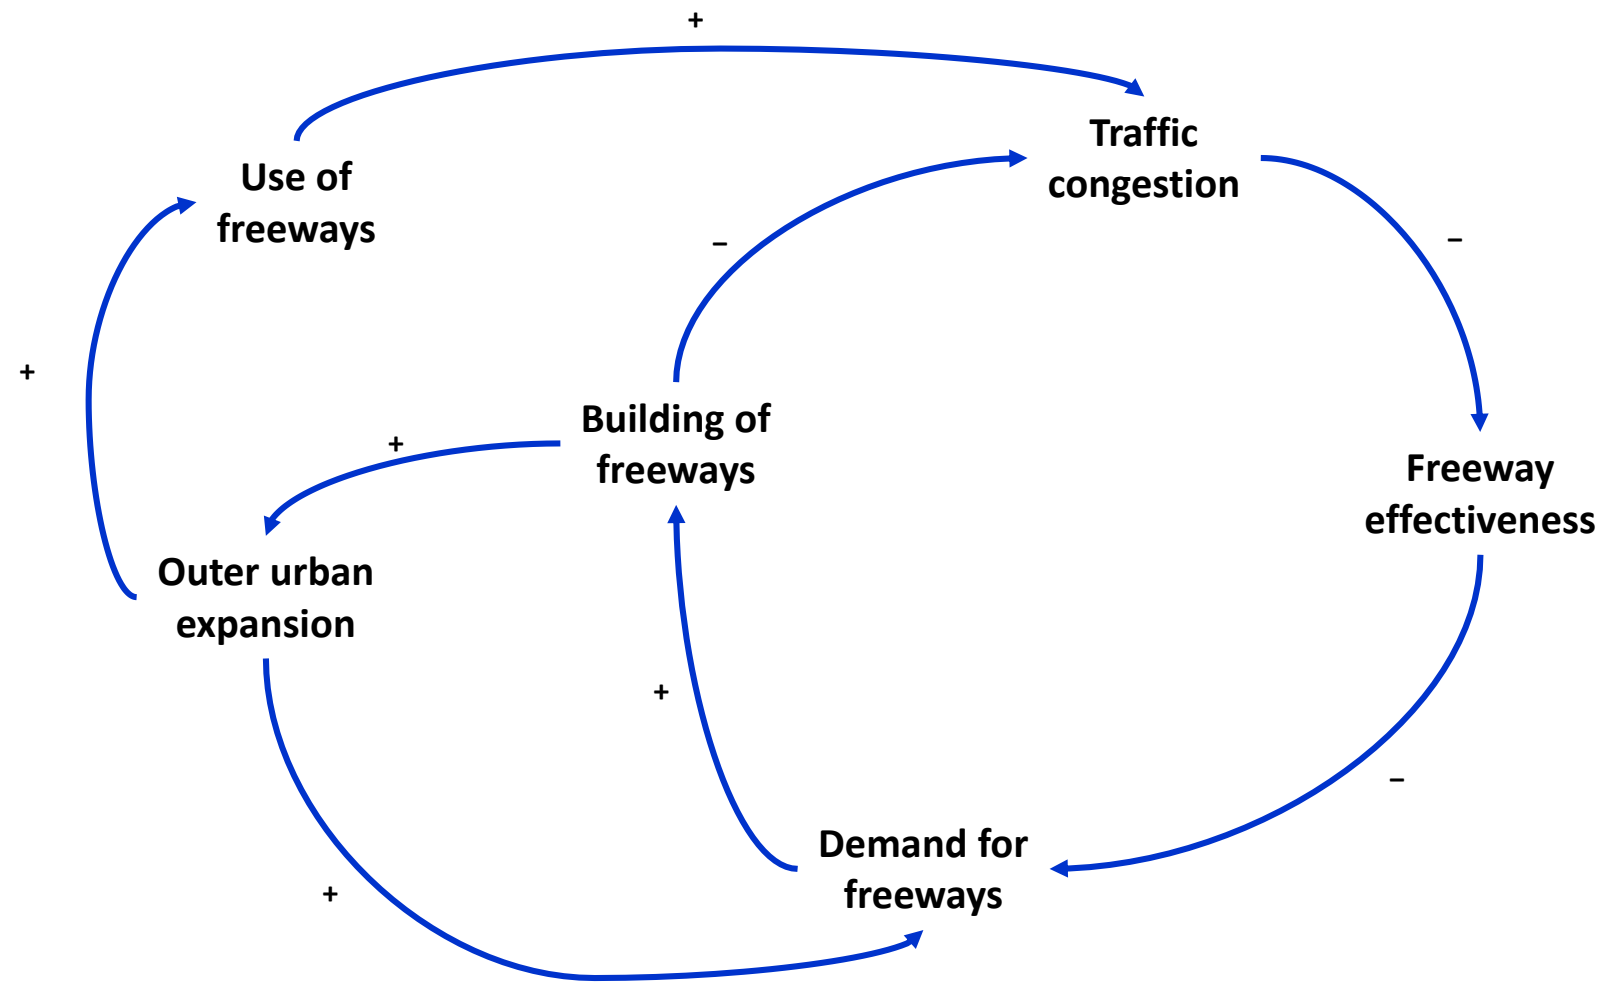 +
Traffic
congestion
Use of
freeways
–
–
+
Building of
freeways
+
Freeway
effectiveness
Outer urban
expansion
+
–
Demand for
freeways
+